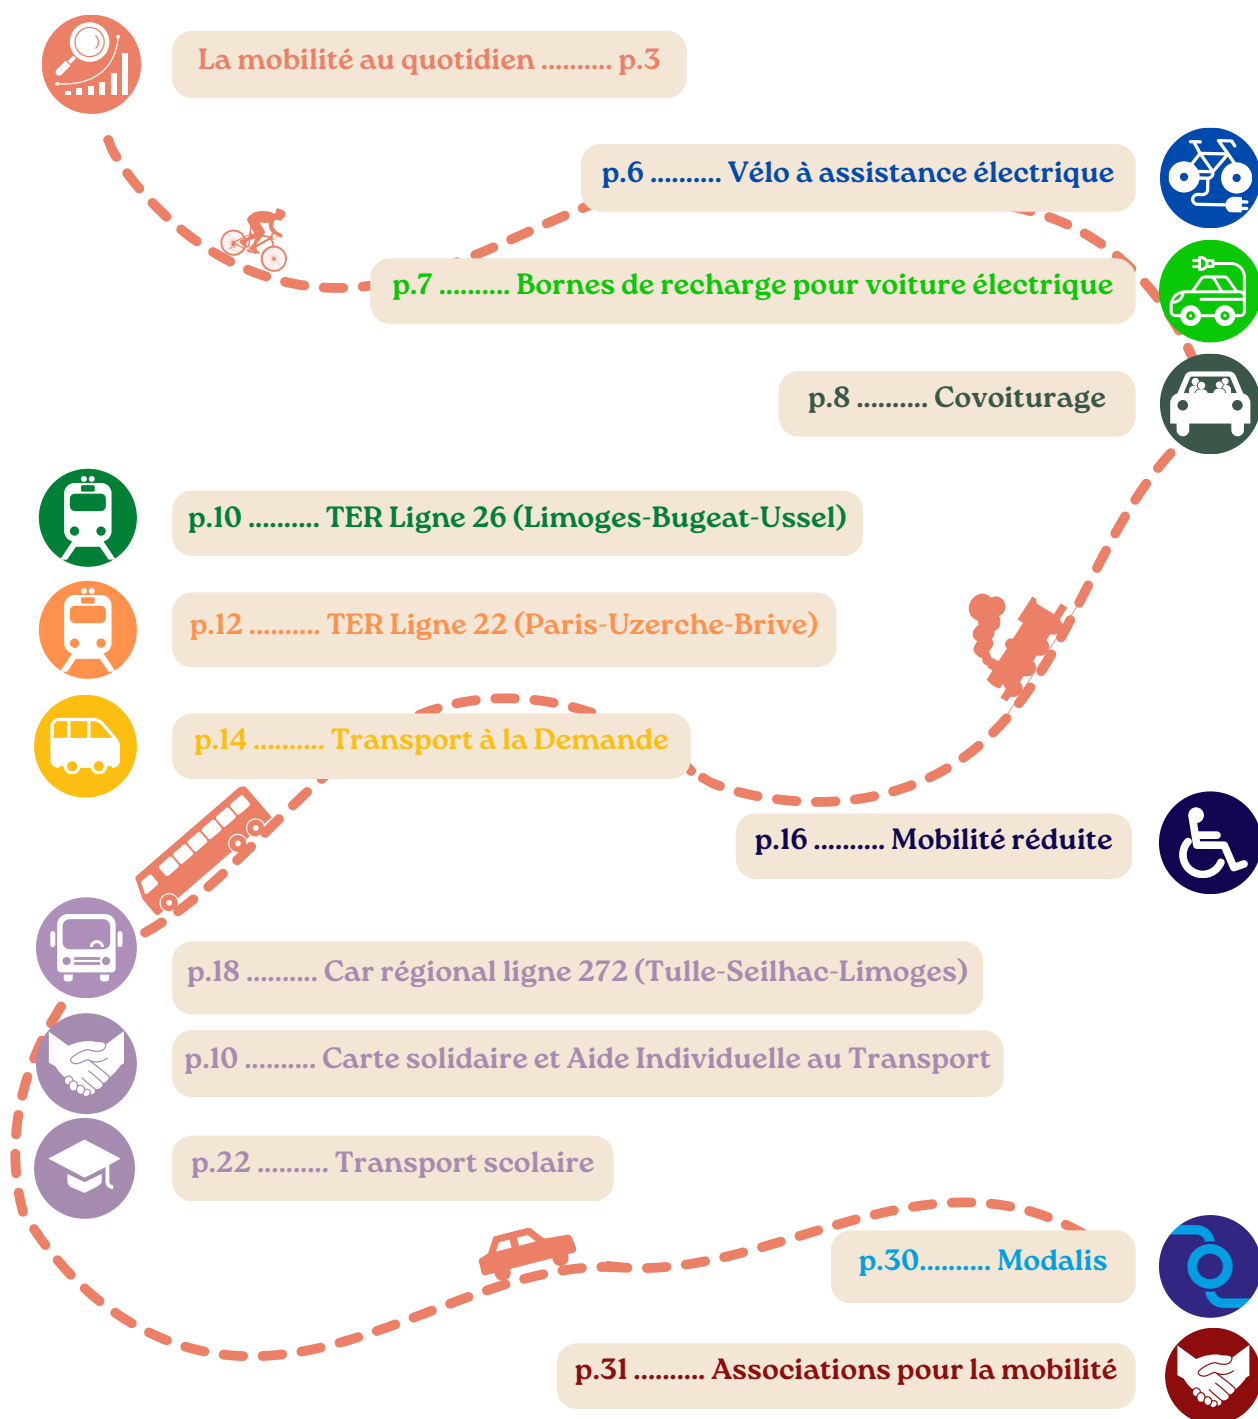 La mobilité au quotidien .......... p.3
p.6 .......... Vélo à assistance électrique
p.7 .......... Bornes de recharge pour voiture électrique
p.8 .......... Covoiturage
p.10 .......... TER Ligne 26 (Limoges-Bugeat-Ussel)
p.12 .......... TER Ligne 22 (Paris-Uzerche-Brive)
p.14 .......... Transport à la Demande
p.16 .......... Mobilité réduite
p.18 .......... Car régional ligne 272 (Tulle-Seilhac-Limoges)
p.10 .......... Carte solidaire et Aide Individuelle au Transport
p.22 .......... Transport scolaire
p.30.......... Modalis
p.31 .......... Associations pour la mobilité